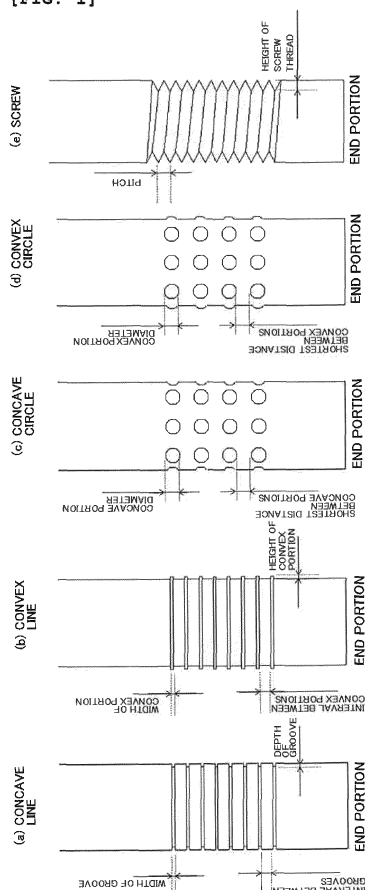 [FIG. 1]
(a) CONCAVE
LINE
WIDTH OF GROOVE
DEPTH
OF
GROOVE
INTERVAL BETWEEN
GROOVES
END PORTION
(b) CONVEX
LINE
WIDTH OF
CONVEX PORTION
HEIGHT OF
CONVEX
PORTION
INTERVAL BETWEEN
CONVEX PORTIONS
END PORTION
(c) CONCAVE
CIRCLE
CONCAVE PORTION
DIAMETER
SHORTEST DISTANCE
BETWEEN
CONCAVE PORTIONS
END PORTION
(d) CONVEX
CIRCLE
CONVEX PORTION
DIAMETER
SHORTEST DISTANCE
BETWEEN
CONVEX PORTIONS
END PORTION
(e) SCREW
PITCH
HEIGHT OF
SCREW
THREAD
END PORTION